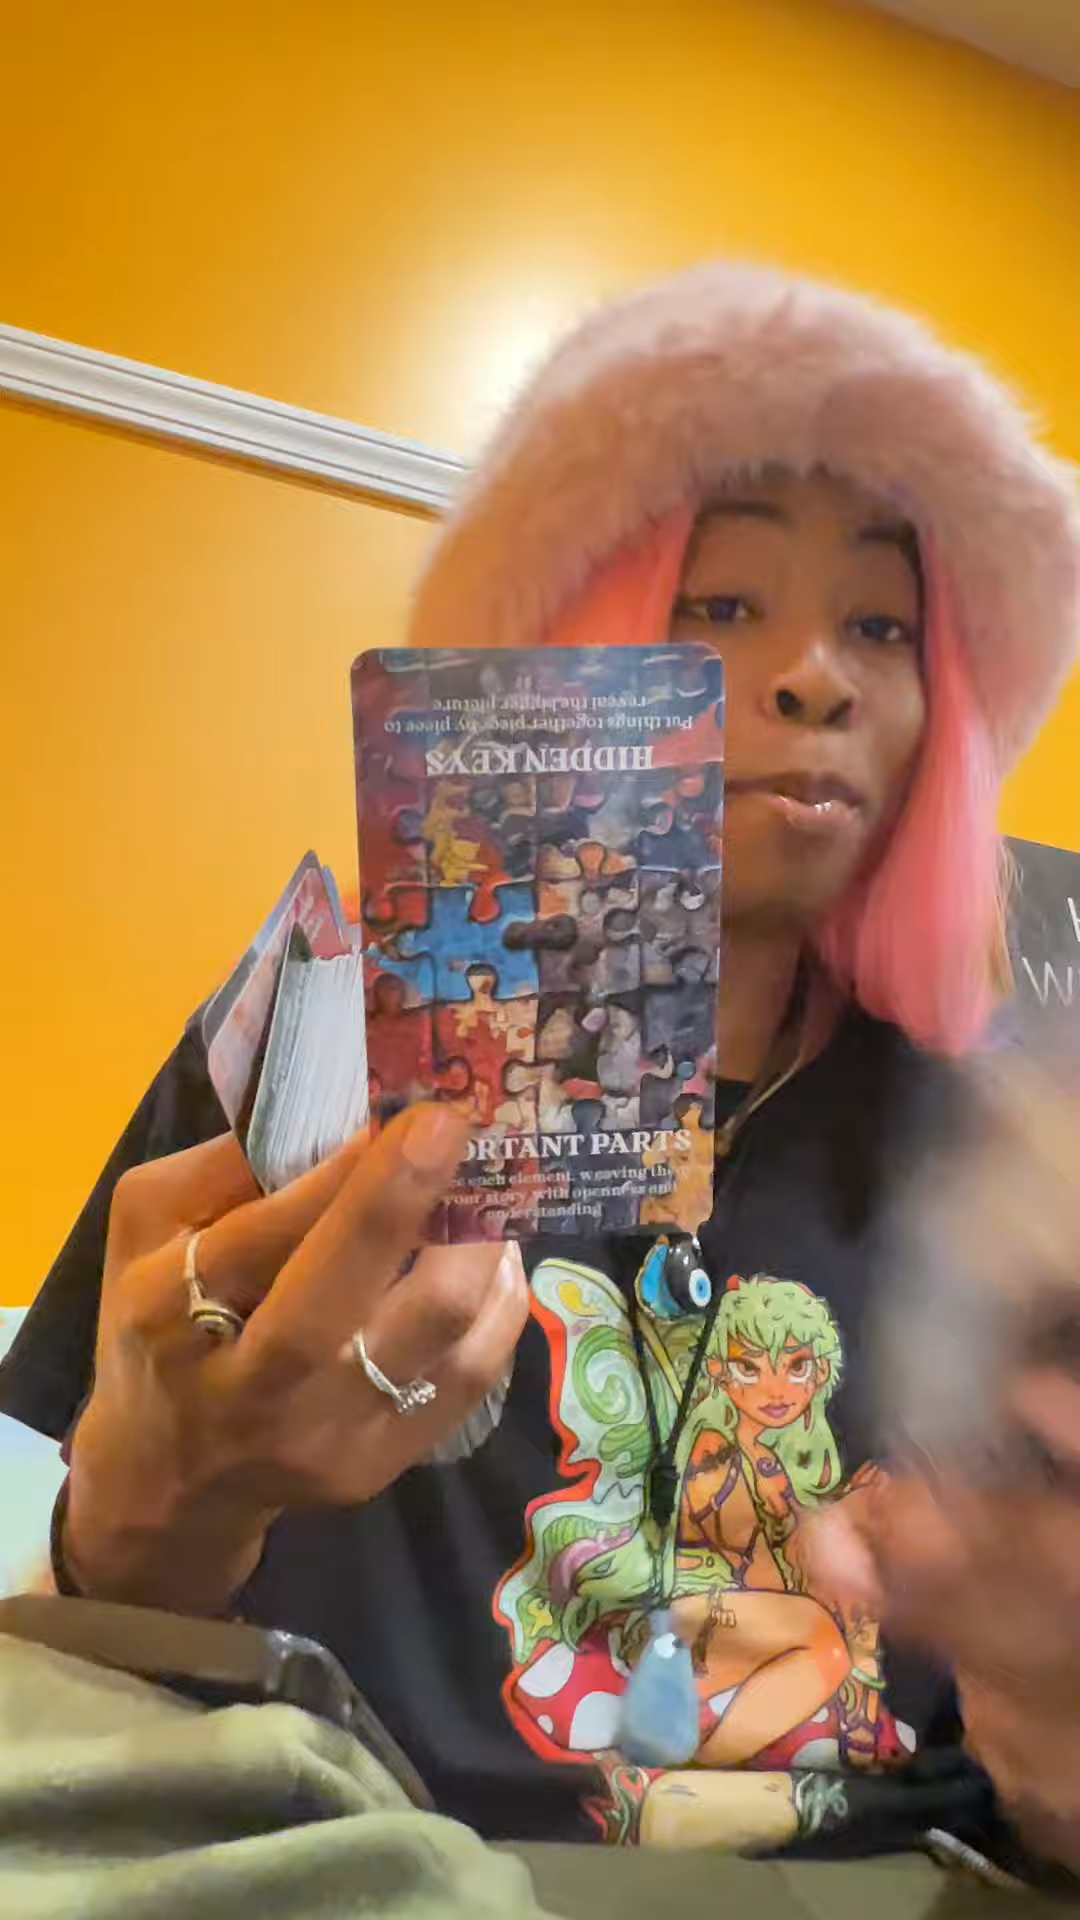 Put things together piece by piece to
reveal the bigger picture
HIDDEN KEYS
ORTANT PARTS
each element, weaving the
your story with openness and
understanding
W